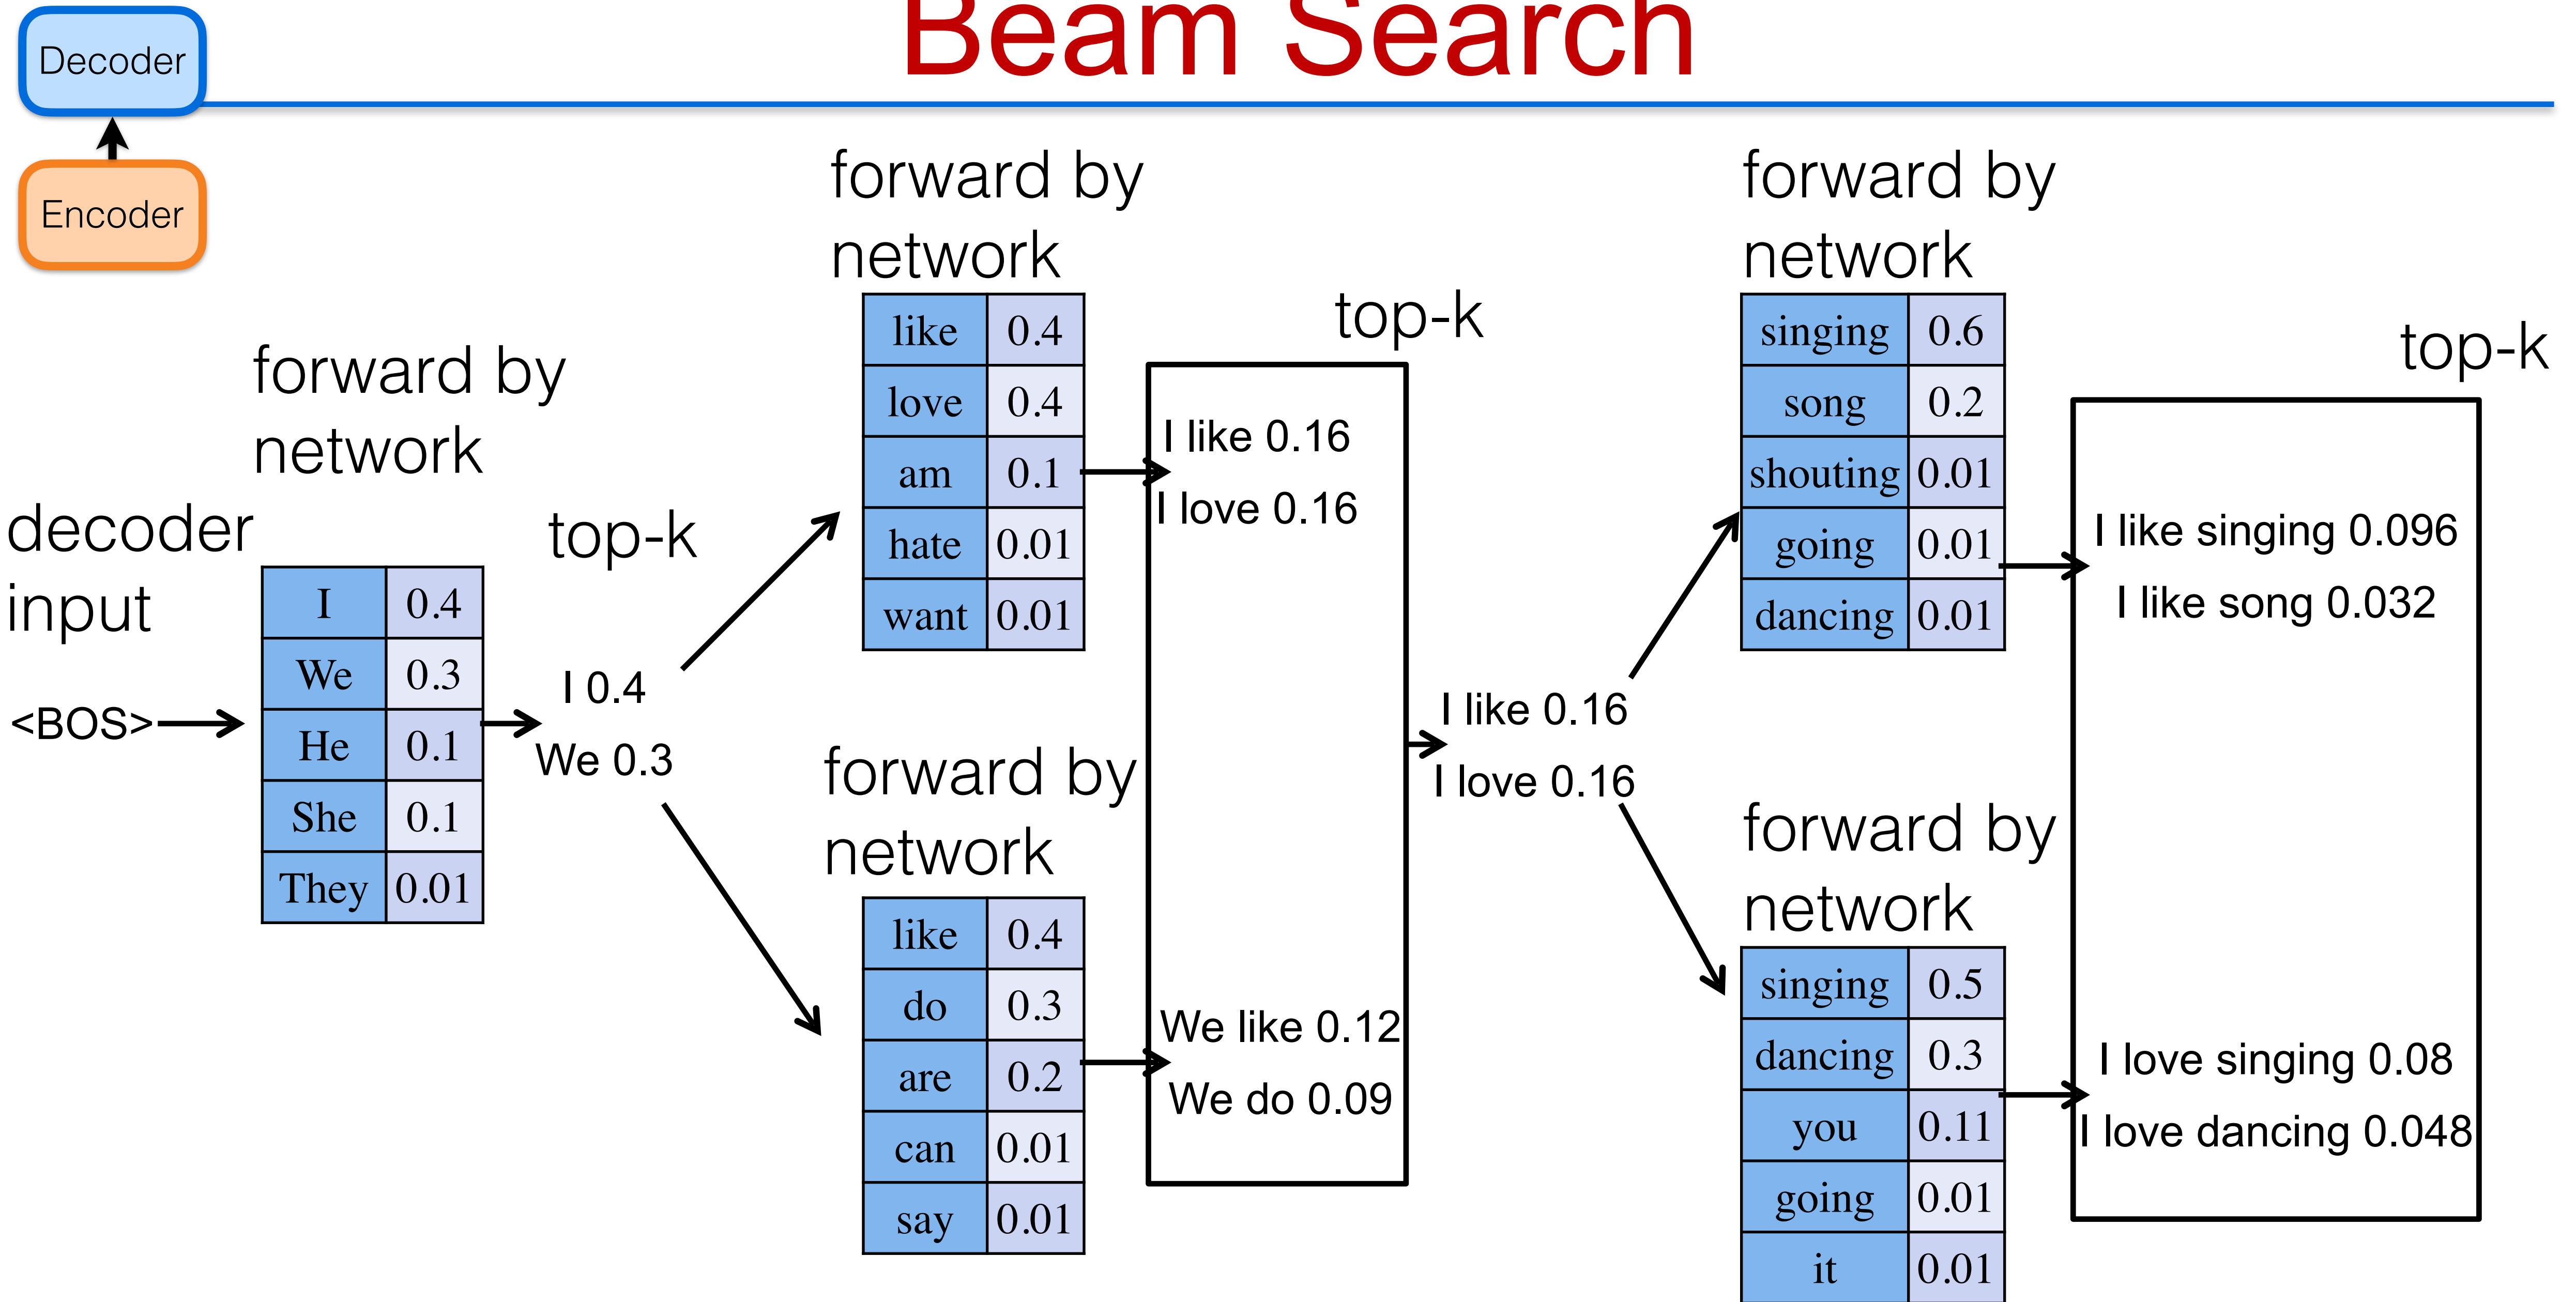 Beam Search
Decoder
Encoder
decoder
input
<BOS>
forward by
network
I 0.4
We 0.3
He 0.1
She 0.1
They 0.01
top-k
I 0.4
We 0.3
forward by
network
like 0.4
love 0.4
am 0.1
hate 0.01
want 0.01
forward by
network
like 0.4
do 0.3
are 0.2
can 0.01
say 0.01
top-k
I like 0.16
I love 0.16
We like 0.12
We do 0.09
I like 0.16
I love 0.16
forward by
network
singing 0.6
song 0.2
shouting 0.01
going 0.01
dancing 0.01
forward by
network
singing 0.5
dancing 0.3
you 0.11
going 0.01
it 0.01
top-k
I like singing 0.096
I like song 0.032
I love singing 0.08
I love dancing 0.048